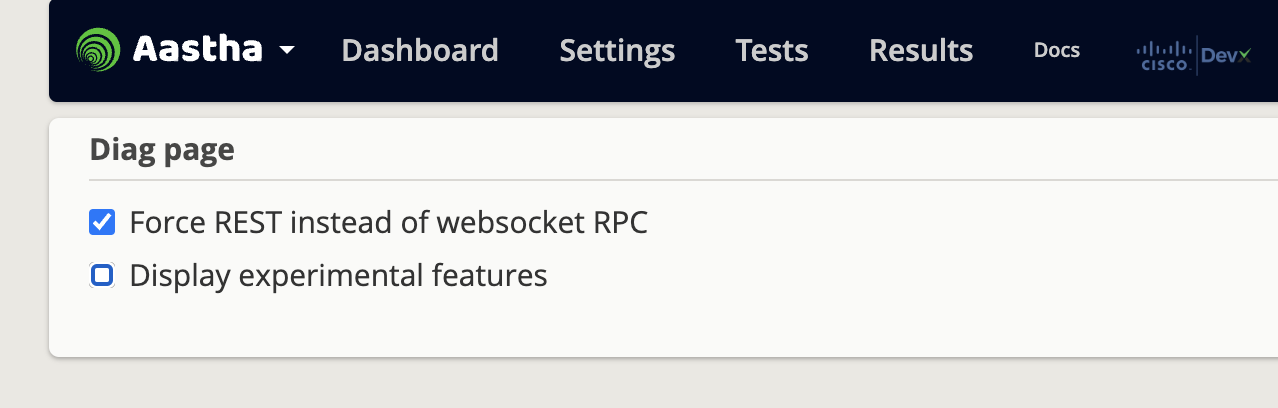 Aastha Dashboard Settings Tests Results Docs CISCO DevX
Diag page
Force REST instead of websocket RPC
Display experimental features